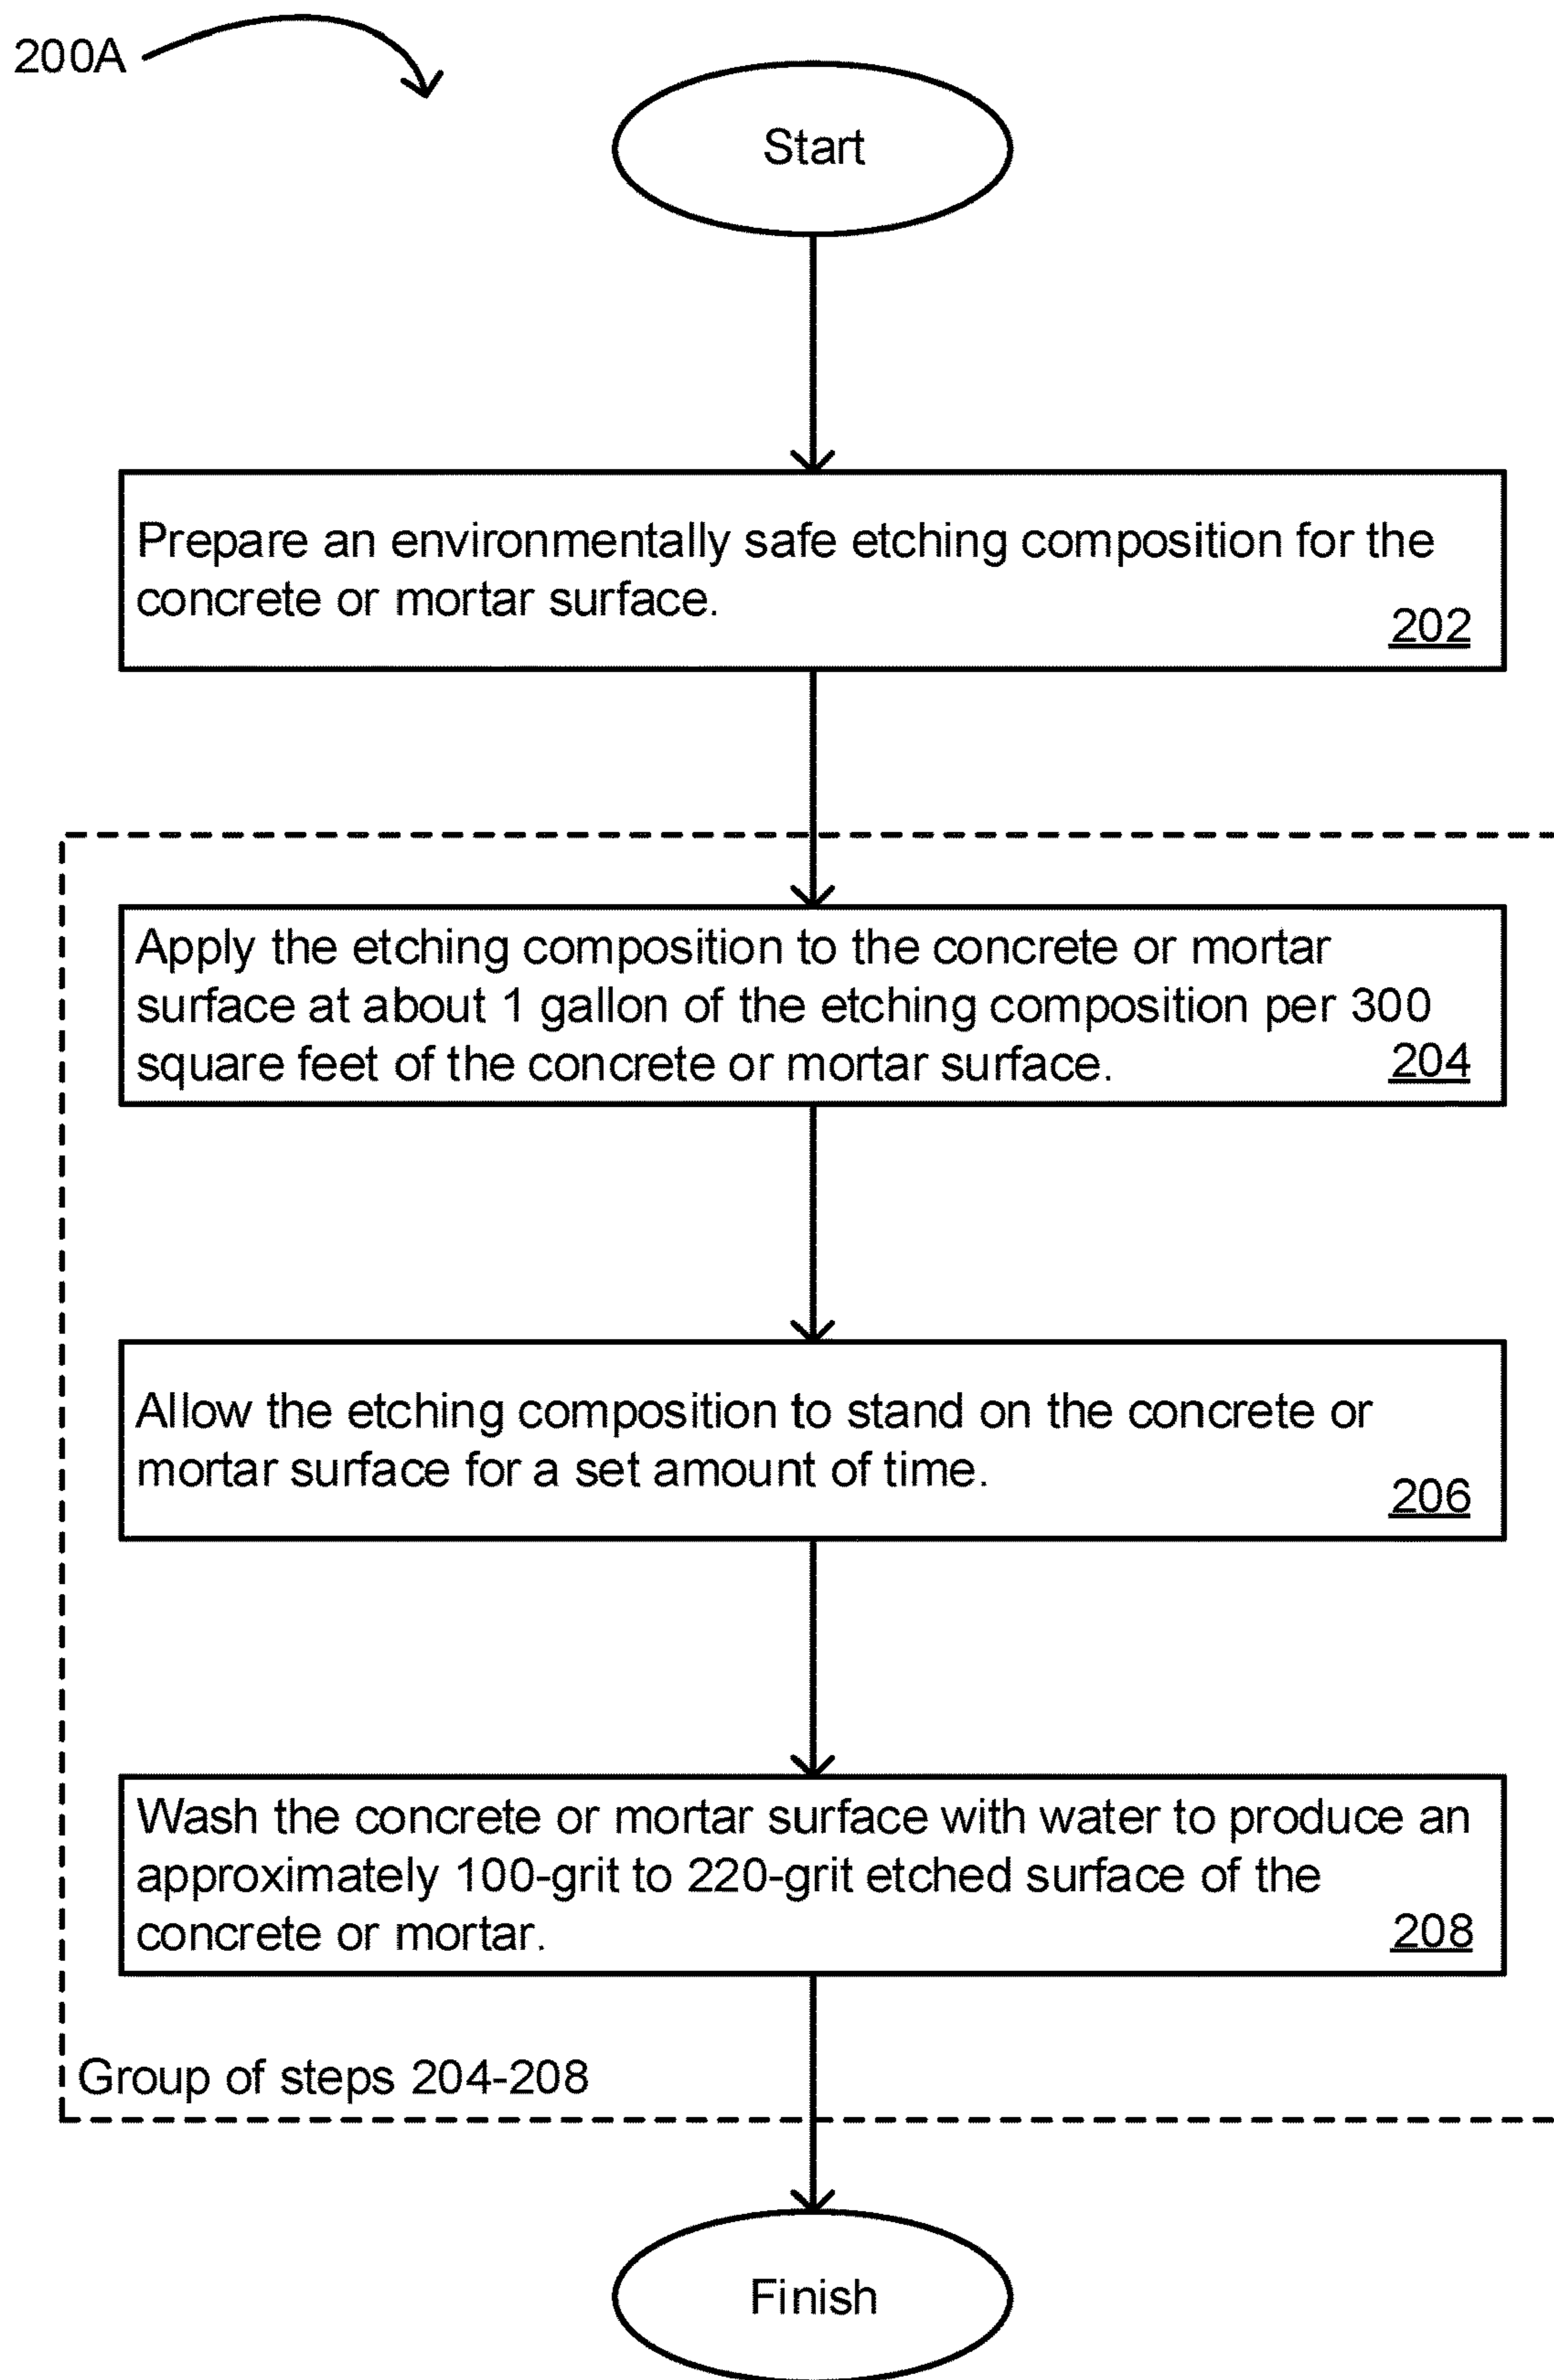 200A
Start
Prepare an environmentally safe etching composition for the
concrete or mortar surface.
202
Apply the etching composition to the concrete or mortar
surface at about 1 gallon of the etching composition per 300
square feet of the concrete or mortar surface.
204
Allow the etching composition to stand on the concrete or
mortar surface for a set amount of time.
206
Wash the concrete or mortar surface with water to produce an
approximately 100-grit to 220-grit etched surface of the
concrete or mortar.
208
Group of steps 204-208
Finish